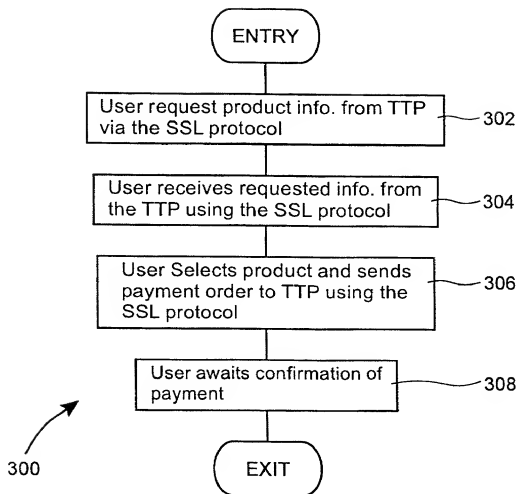 ENTRY
User request product info. from TTP
via the SSL protocol
302
User receives requested info. from
the TTP using the SSL protocol
304
User Selects product and sends
payment order to TTP using the
SSL protocol
306
User awaits confirmation of
payment
308
300
EXIT